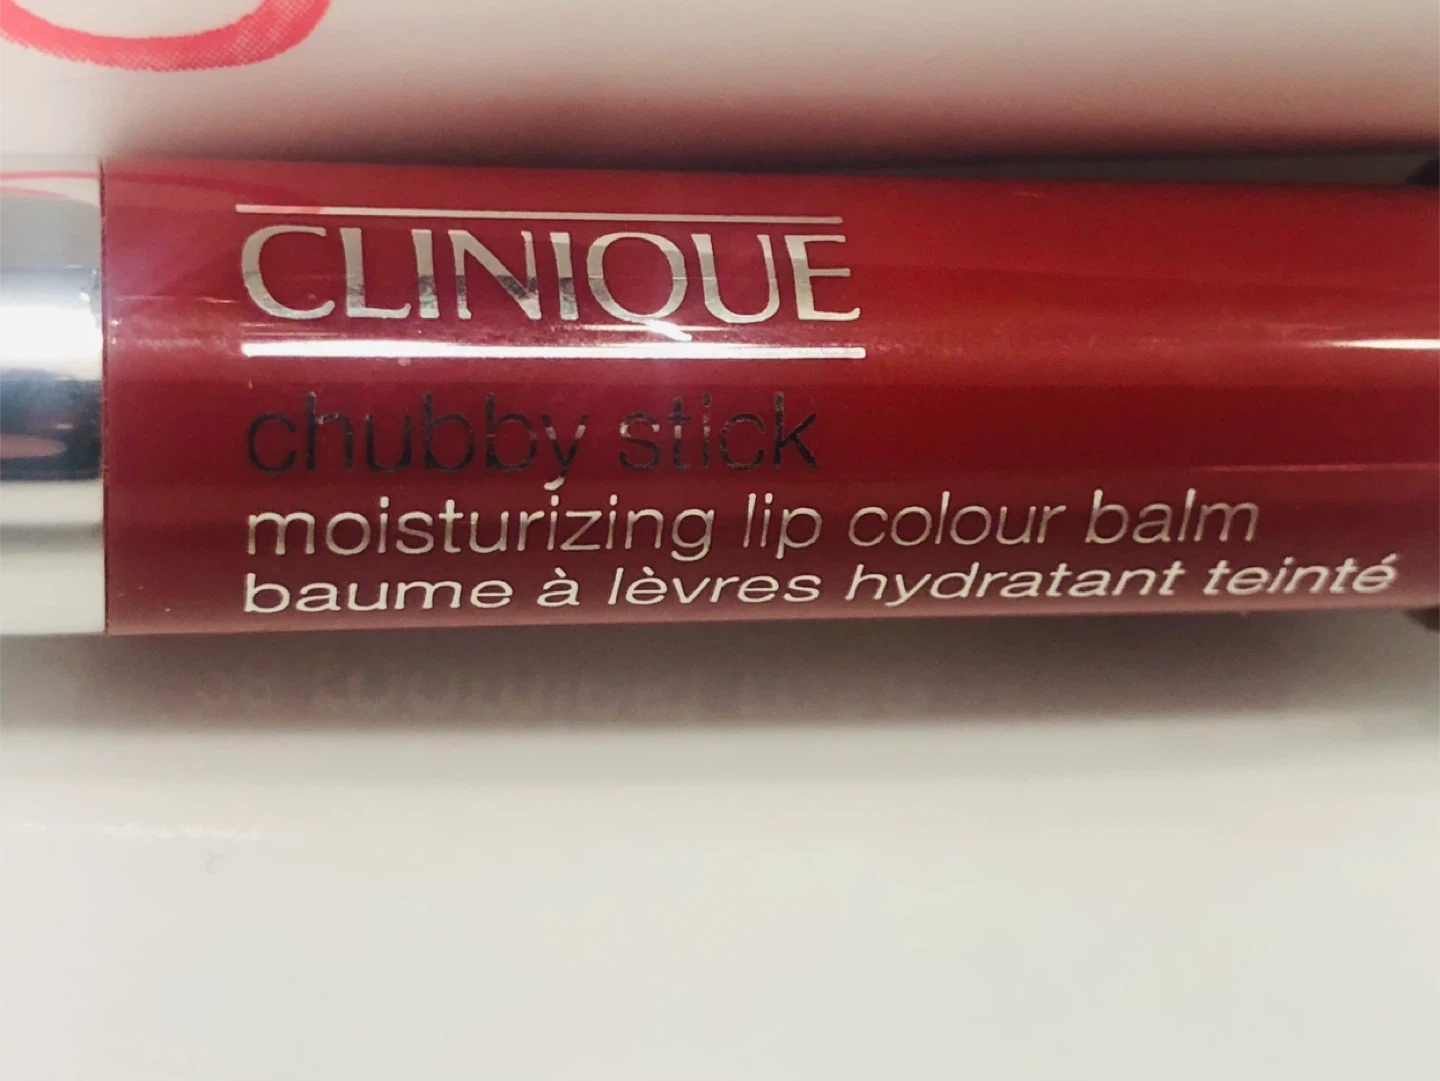 CLINIQUE
chubby stick
moisturizing lip colour balm
baume à lèvres hydratant teinté